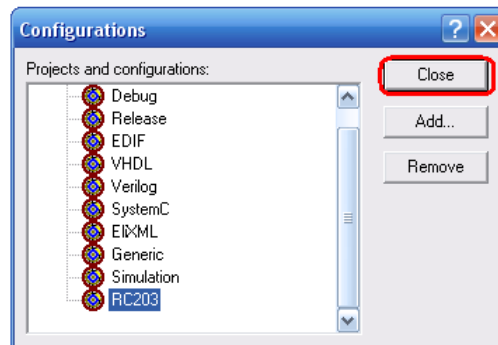 Configurations
Projects and configurations:
Debug
Release
EDIF
VHDL
Verilog
SystemC
EliXML
Generic
Simulation
RC203
Close
Add...
Remove